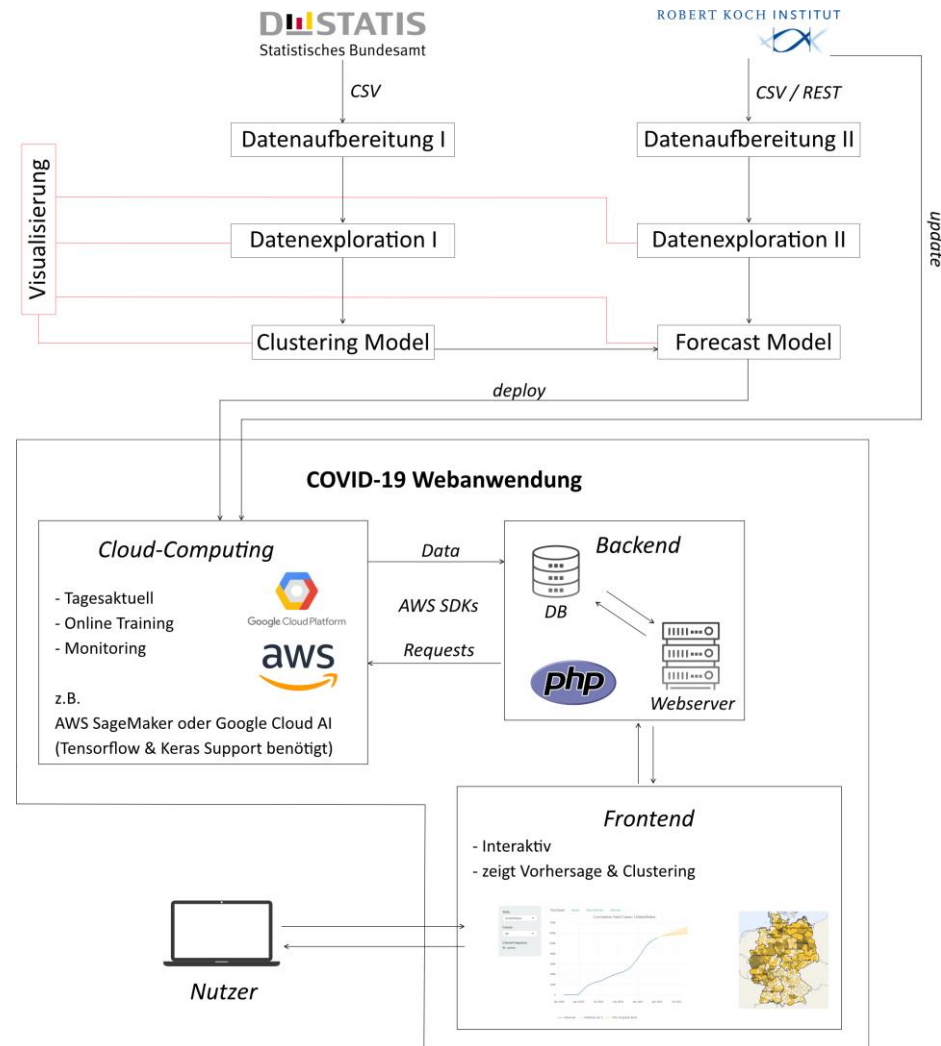 DESTATIS
Statistisches Bundesamt
ROBERT KOCH INSTITUT
CSV
CSV / REST
Datenaufbereitung I
Datenaufbereitung II
Visualisierung
update
Datenexploration I
Datenexploration II
Clustering Model
Forecast Model
deploy
COVID-19 Webanwendung
Cloud-Computing
- Tagesaktuell
- Online Training
- Monitoring
Google Cloud Platform
aws
z.B.
AWS SageMaker oder Google Cloud AI
(Tensorflow & Keras Support benötigt)
Data
AWS SDKs
Requests
Backend
DB
php
Webserver
Frontend
- Interaktiv
- zeigt Vorhersage & Clustering
Nutzer